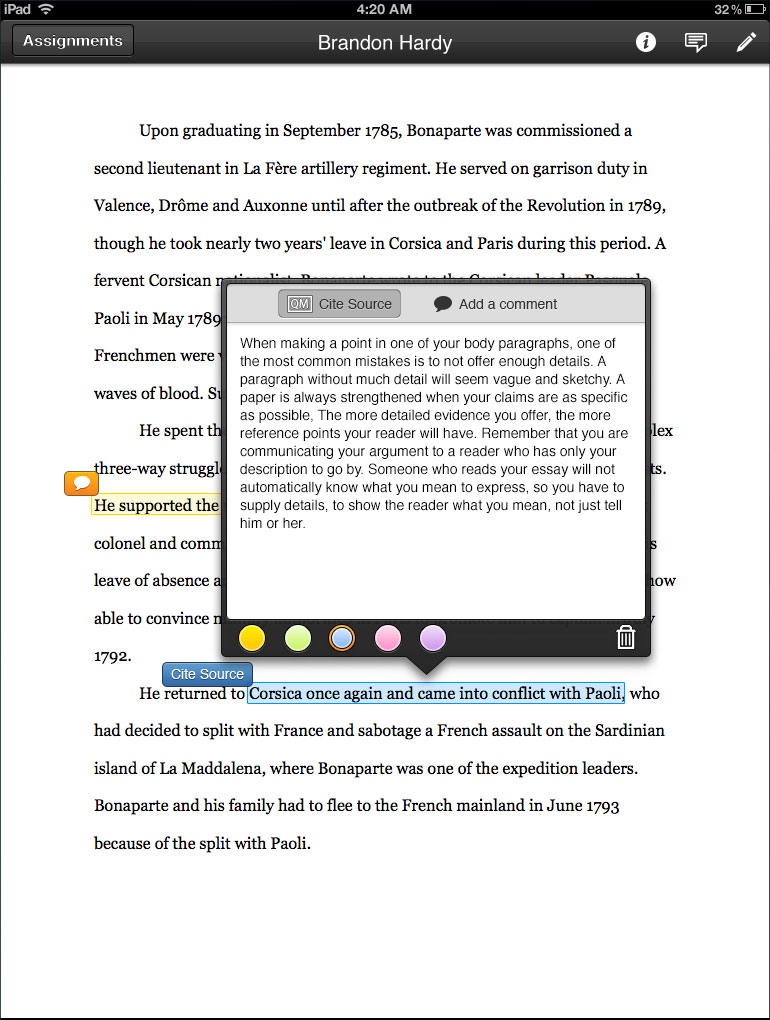 iPad 4:20 AM 32%
Assignments Brandon Hardy
Upon graduating in September 1785, Bonaparte was commissioned a
second lieutenant in La Fère artillery regiment. He served on garrison duty in
Valence, Drôme and Auxonne until after the outbreak of the Revolution in 1789,
though he took nearly two years' leave in Corsica and Paris during this period. A
fervent Corsican nationalist, Bonaparte wrote to the Corsican leader Pasquale
Paoli in May 1789
Frenchmen were
waves of blood.
He spent
three-way
He supported the
colonel and
leave of absence
able to convince
1792.
QM Cite Source Add a comment
When making a point in one of your body paragraphs, one of
the most common mistakes is to not offer enough details. A
paragraph without much detail will seem vague and sketchy. A
paper is always strengthened when your claims are as specific
as possible, The more detailed evidence you offer, the more
reference points your reader will have. Remember that you are
communicating your argument to a reader who has only your
description to go by. Someone who reads your essay will not
automatically know what you mean to express, so you have to
supply details, to show the reader what you mean, not just tell
him or her.
Cite Source
He returned to Corsica once again and came into conflict with Paoli, who
had decided to split with France and sabotage a French assault on the Sardinian
island of La Maddalena, where Bonaparte was one of the expedition leaders.
Bonaparte and his family had to flee to the French mainland in June 1793
because of the split with Paoli.